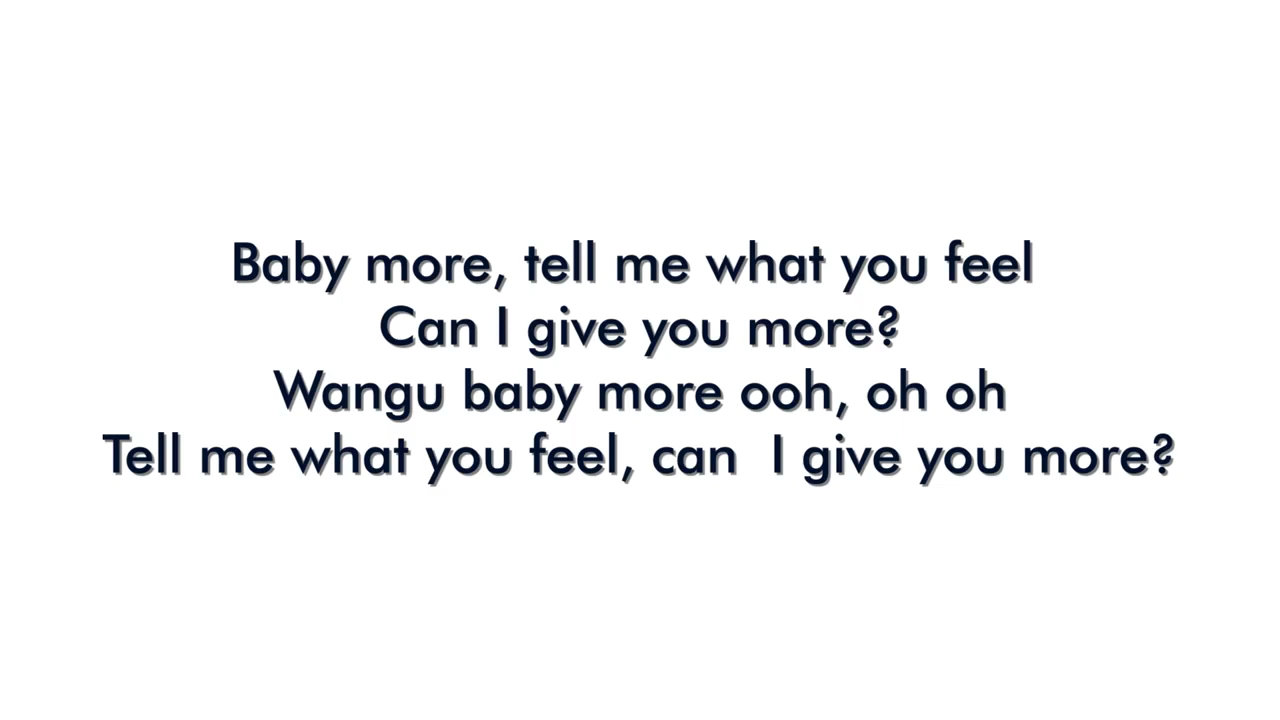 Baby more, tell me what you feel
Can I give you more?
Wangu baby more ooh, oh oh
Tell me what you feel, can  I give you more?